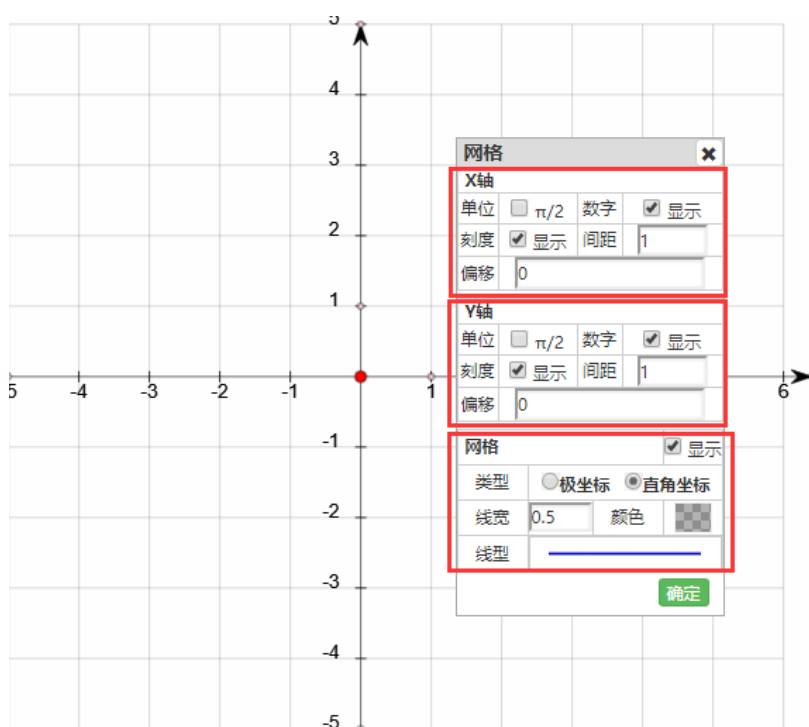 5
4
3
2
1
-1
-2
-3
-4
-5
5 -4 -3 -2 -1 1 6
网格
X轴
单位 π/2 数字 显示
刻度 显示 间距 1
偏移 0
Y轴
单位 π/2 数字 显示
刻度 显示 间距 1
偏移 0
网格 显示
类型 极坐标 直角坐标
线宽 0.5 颜色
线型
确定